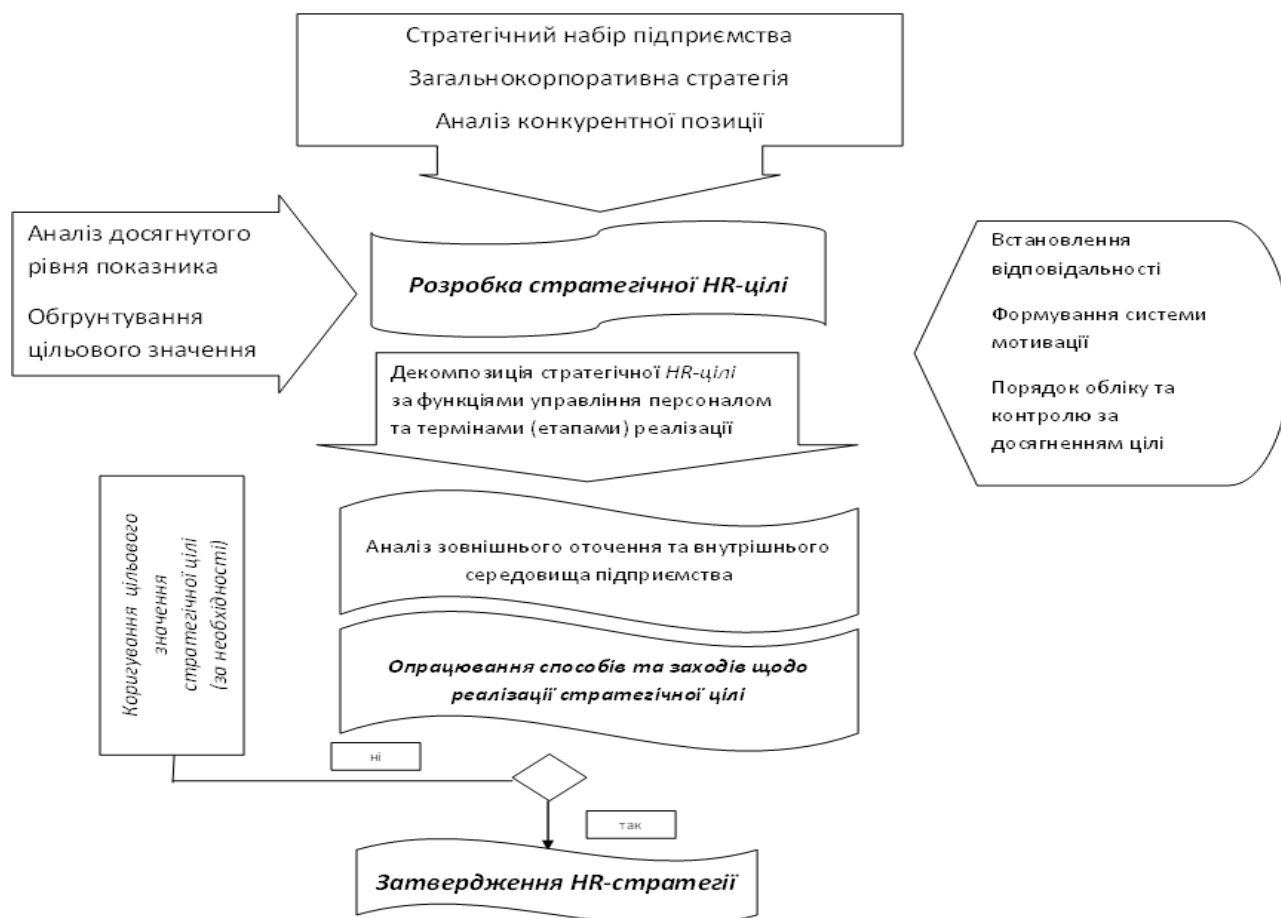 Стратегічний набір підприємства
Загальнокорпоративна стратегія
Аналіз конкурентної позиції
Аналіз досягнутого
рівня показника
Обгрунтування
цільового значення
Розробка стратегічної HR-цілі
Встановлення
відповідальності
Формування системи
мотивації
Порядок обліку та
контролю за
досягненням цілі
Декомпозиція стратегічної HR-цілі
за функціями управління персоналом
та термінами (етапами) реалізації
Коригування цільового
значення
стратегічної цілі
(за необхідності)
Аналіз зовнішнього оточення та внутрішнього
середовища підприємства
Опрацювання способів та заходів щодо
реалізації стратегічної цілі
ні
так
Затвердження HR-стратегії